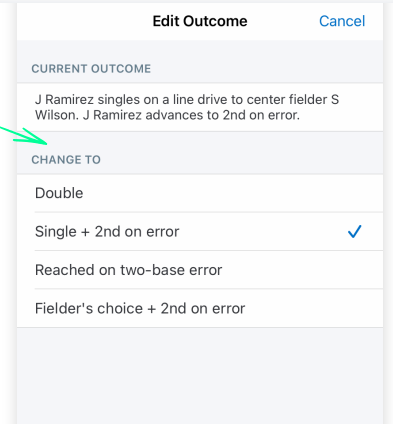 Edit Outcome Cancel
CURRENT OUTCOME
J Ramirez singles on a line drive to center fielder S
Wilson. J Ramirez advances to 2nd on error.
CHANGE TO
Double
Single + 2nd on error
Reached on two-base error
Fielder's choice + 2nd on error